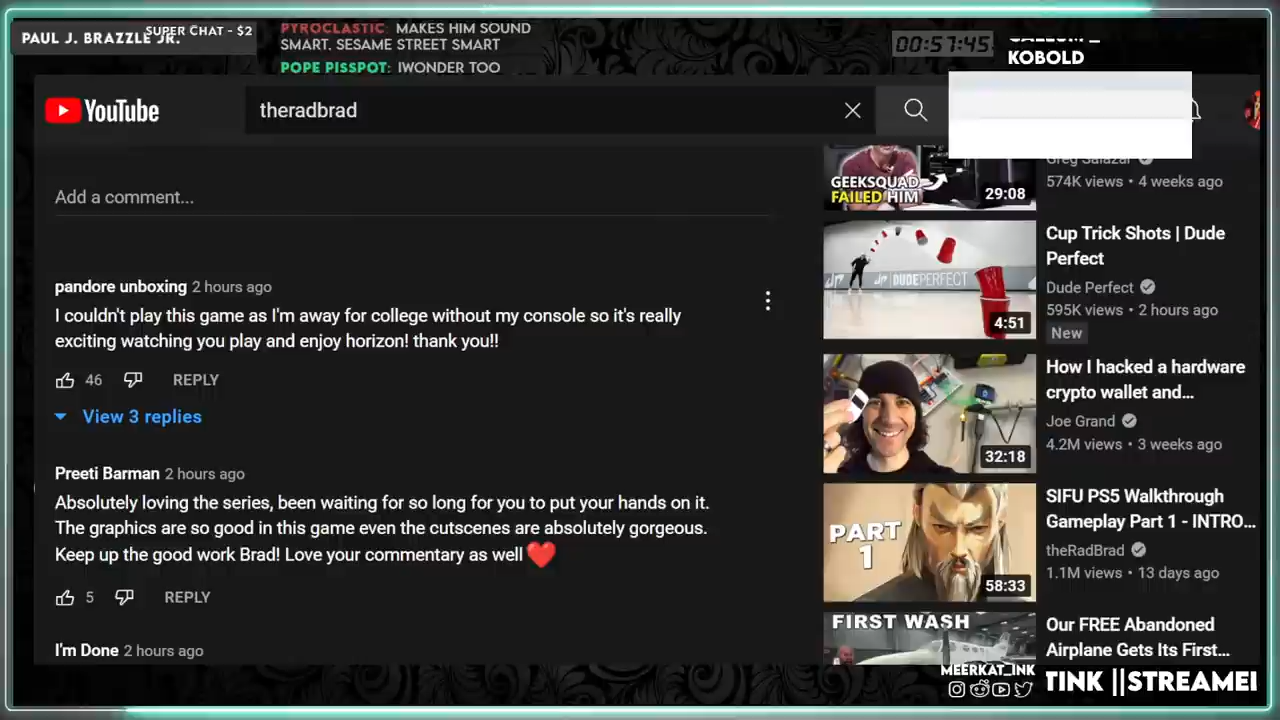 PAUL J. BRAZZLE JR.
SUPER CHAT - $2
PYROCLASTIC: MAKES HIM SOUND
SMART. SESAME STREET SMART
POPE PISSPOT: IWONDER TOO
00:57:45
KOBOLD
YouTube
theradbrad
Add a comment...
pandore unboxing 2 hours ago
I couldn't play this game as I'm away for college without my console so it's really
exciting watching you play and enjoy horizon! thank you!!
46 REPLY
View 3 replies
Preeti Barman 2 hours ago
Absolutely loving the series, been waiting for so long for you to put your hands on it.
The graphics are so good in this game even the cutscenes are absolutely gorgeous.
Keep up the good work Brad! Love your commentary as well❤️
5 REPLY
I'm Done 2 hours ago
GEEKSQUAD
FAILED HIM
29:08
Greg Salazar
574K views • 4 weeks ago
DUDE PERFECT
4:51
Cup Trick Shots | Dude
Perfect
Dude Perfect
595K views • 2 hours ago
New
32:18
How I hacked a hardware
crypto wallet and...
Joe Grand
4.2M views • 3 weeks ago
PART
1
58:33
SIFU PS5 Walkthrough
Gameplay Part 1 - INTRO...
theRadBrad
1.1M views • 13 days ago
FIRST WASH
Our FREE Abandoned
Airplane Gets Its First...
MEERKAT_INK
TINK ||STREAMEI